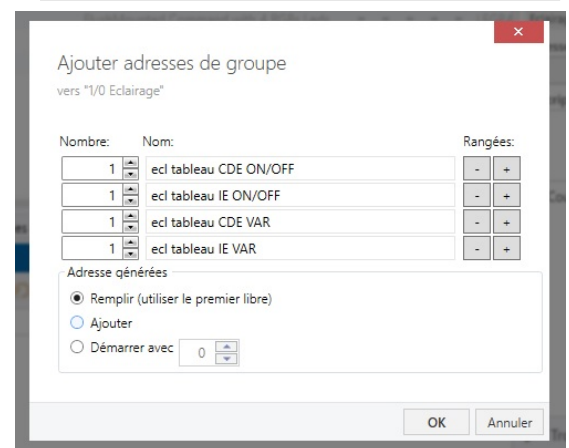 Ajouter adresses de groupe
vers "1/0 Eclairage"
Nombre: Nom: Rangées:
1 ecl tableau CDE ON/OFF - +
1 ecl tableau IE ON/OFF - +
1 ecl tableau CDE VAR - +
1 ecl tableau IE VAR - +
Adresse générées
Remplir (utiliser le premier libre)
Ajouter
Démarrer avec 0
OK Annuler